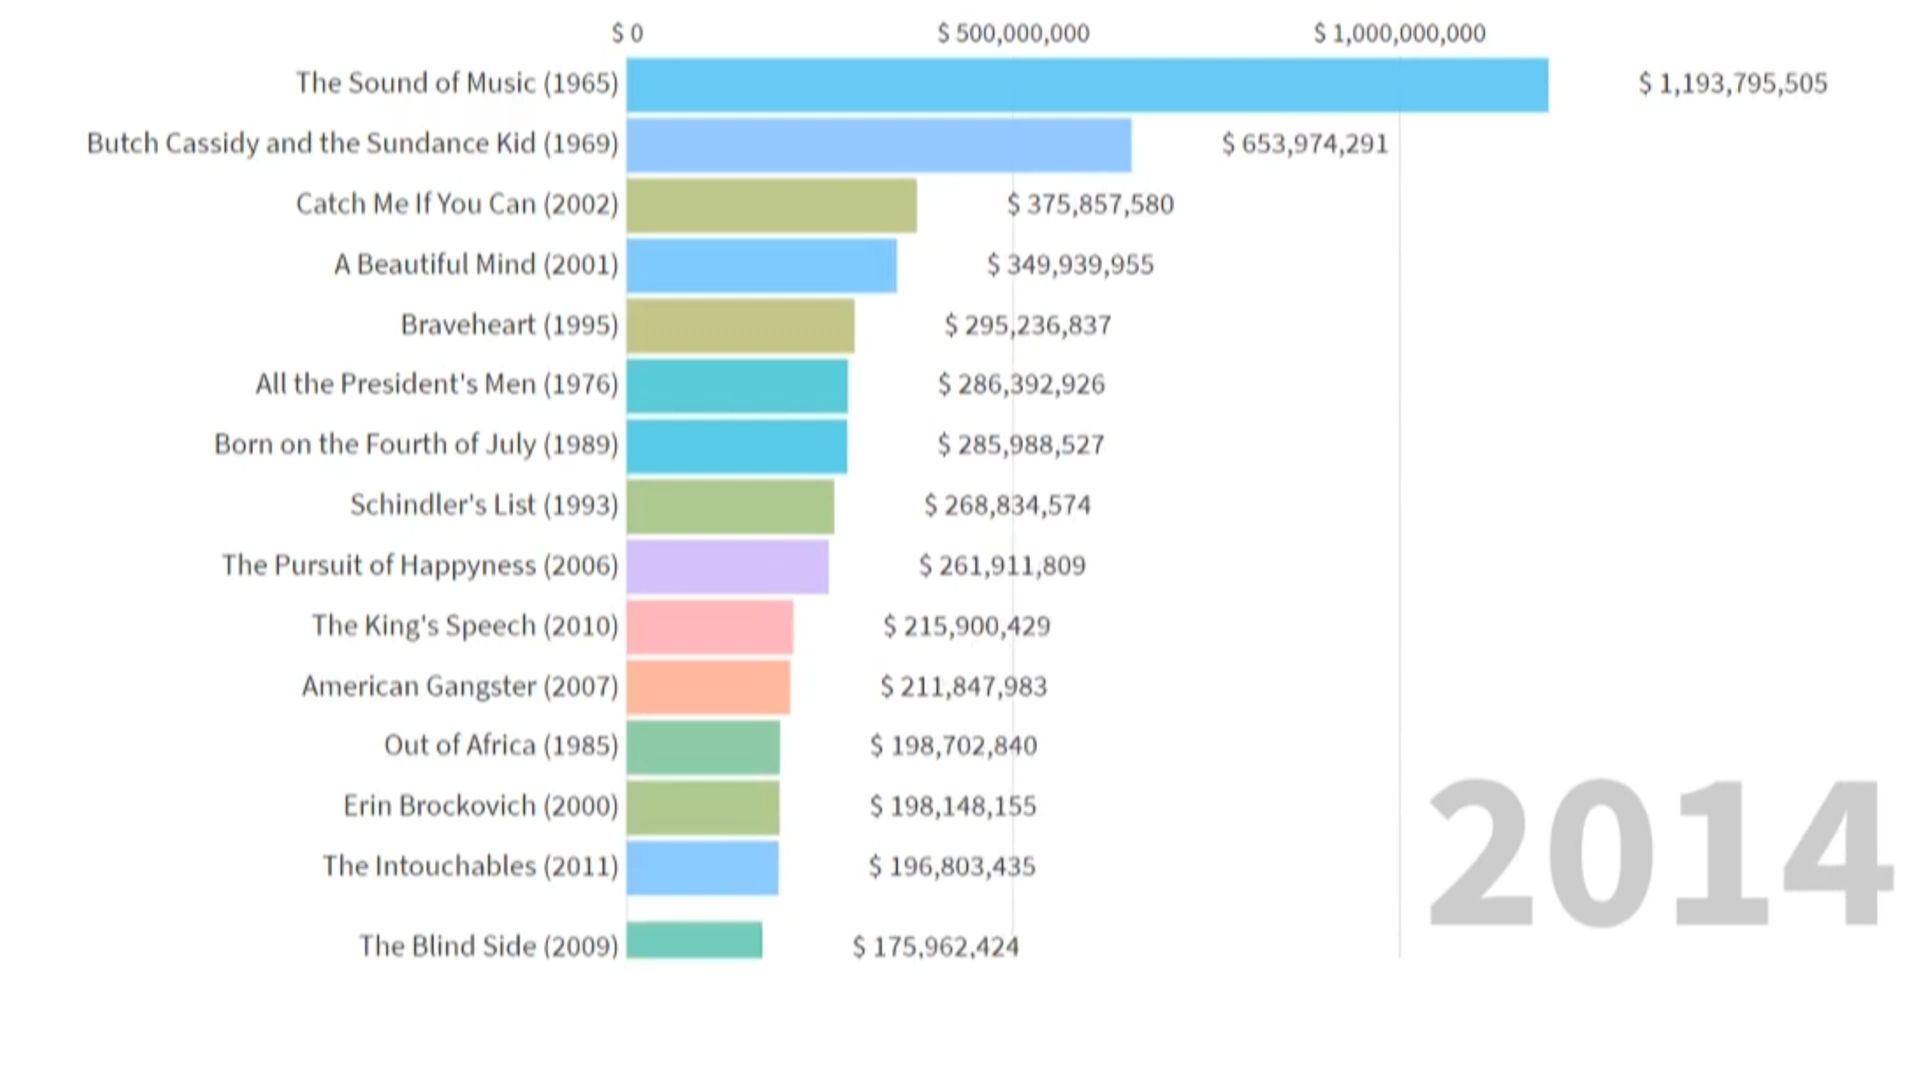 $ 0 $ 500,000,000 $ 1,000,000,000
The Sound of Music (1965) $ 1,193,795,505
Butch Cassidy and the Sundance Kid (1969) $ 653,974,291
Catch Me If You Can (2002) $ 375,857,580
A Beautiful Mind (2001) $ 349,939,955
Braveheart (1995) $ 295,236,837
All the President's Men (1976) $ 286,392,926
Born on the Fourth of July (1989) $ 285,988,527
Schindler's List (1993) $ 268,834,574
The Pursuit of Happyness (2006) $ 261,911,809
The King's Speech (2010) $ 215,900,429
American Gangster (2007) $ 211,847,983
Out of Africa (1985) $ 198,702,840
Erin Brockovich (2000) $ 198,148,155
The Intouchables (2011) $ 196,803,435
The Blind Side (2009) $ 175,962,424
2014